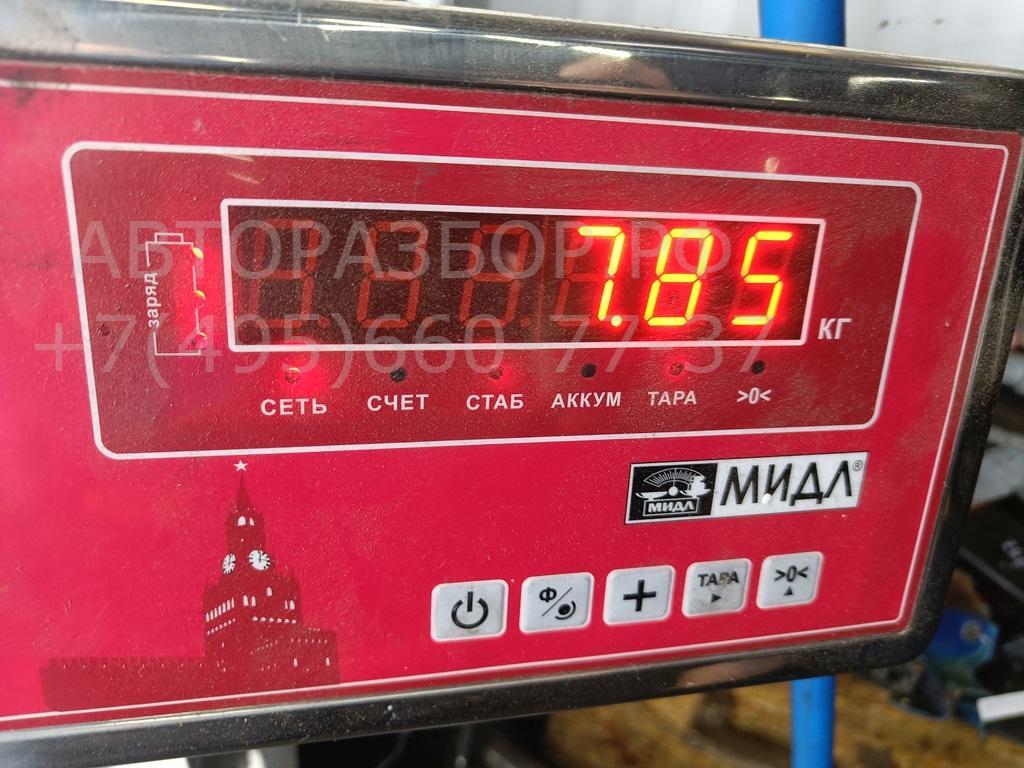 АВТОРАЗБОР.РФ
+7(495)660-77-37
заряд
7.85
кг
СЕТЬ СЧЕТ СТАБ АККУМ ТАРА >0<
МИДЛ МИДЛ®
Ф + ТАРА >0<